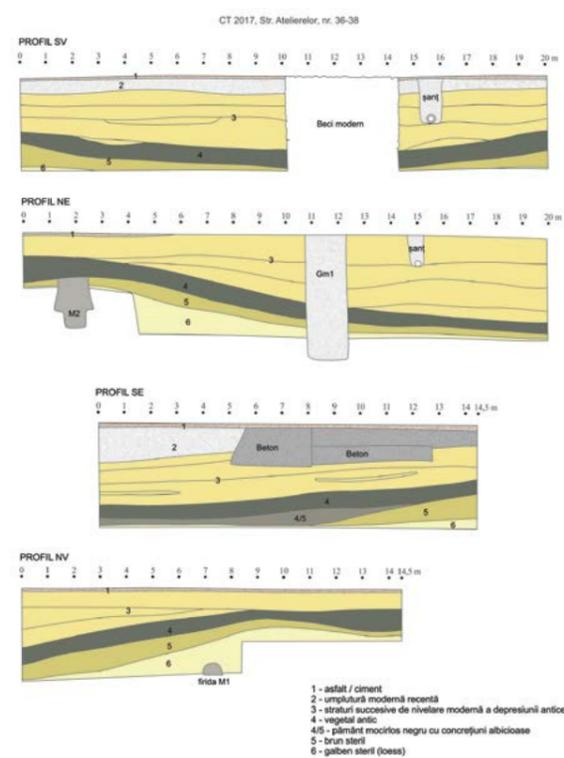 CT 2017, Str. Atelierelor, nr. 36-38
PROFIL SV
0 1 2 3 4 5 6 7 8 9 10 11 12 13 14 15 16 17 18 19 20 m
1
2
3
4
5
6
Beci modern
șanț
PROFIL NE
0 1 2 3 4 5 6 7 8 9 10 11 12 13 14 15 16 17 18 19 20 m
1
3
4
5
6
M2
Gm1
șanț
PROFIL SE
0 1 2 3 4 5 6 7 8 9 10 11 12 13 14 14,5 m
1
2
Beton
Beton
3
4
4/5
5
6
PROFIL NV
0 1 2 3 4 5 6 7 8 9 10 11 12 13 14 14,5 m
1
3
4
5
6
firida M1
1 - asfalt / ciment
2 - umplutură modernă recentă
3 - straturi succesive de nivelare modernă a depresiunii antice
4 - vegetal antic
4/5 - pământ mocirlos negru cu concrețiuni albicioase
5 - brun steril
6 - galben steril (loess)